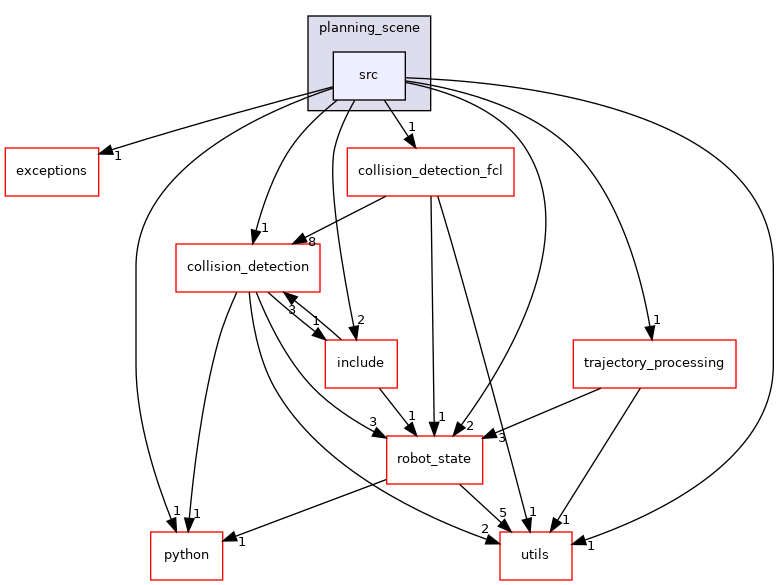 planning_scene
src
1
exceptions
1
collision_detection_fcl
1
8
collision_detection
3
1
2
1
include
trajectory_processing
3
1
1
2
3
robot_state
1
1
5
1
1
2
1
1
python
utils